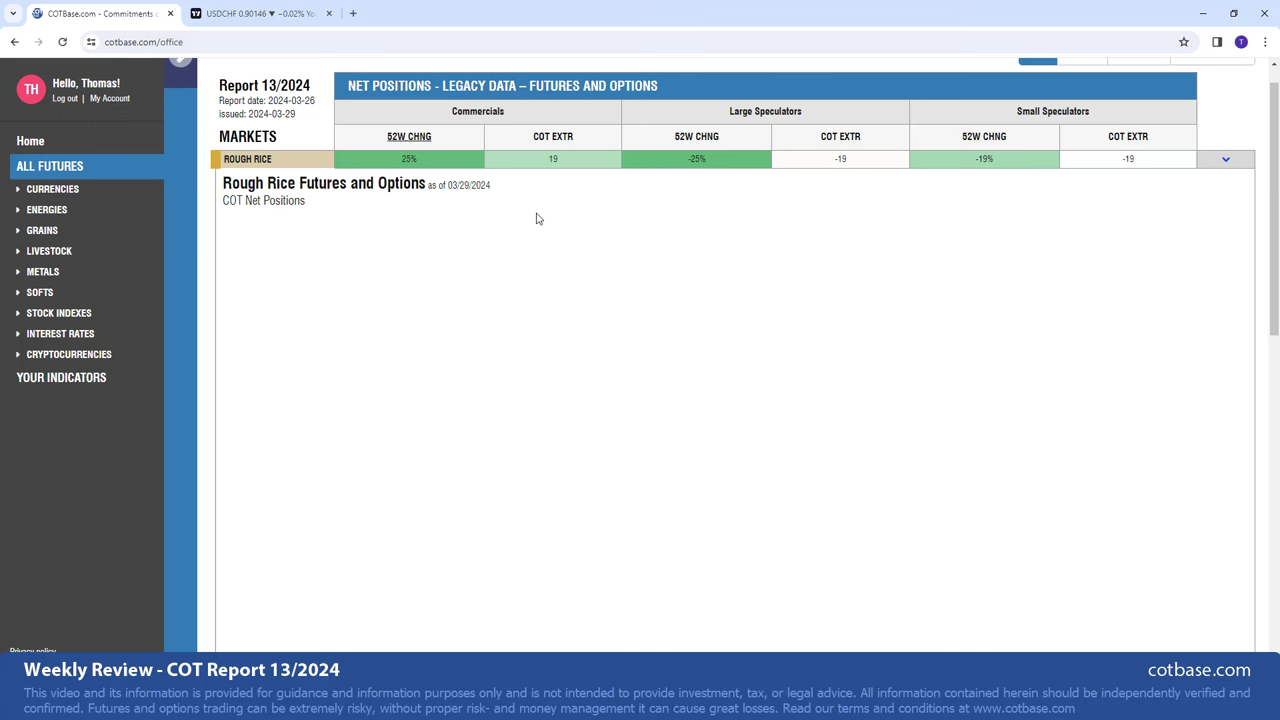 COTBase.com - Commitments o
USDCHF 0.90146 ▼ −0.02% Yo
cotbase.com/office
T
TH
Hello, Thomas!
Log out | My Account
Home
ALL FUTURES
CURRENCIES
ENERGIES
GRAINS
LIVESTOCK
METALS
SOFTS
STOCK INDEXES
INTEREST RATES
CRYPTOCURRENCIES
YOUR INDICATORS
Privacy policy
Report 13/2024
Report date: 2024-03-26
issued: 2024-03-29
NET POSITIONS - LEGACY DATA – FUTURES AND OPTIONS
Commercials Large Speculators Small Speculators
MARKETS 52W CHNG COT EXTR 52W CHNG COT EXTR 52W CHNG COT EXTR
ROUGH RICE 25% 19 -25% -19 -19% -19
Rough Rice Futures and Options as of 03/29/2024
COT Net Positions
Weekly Review - COT Report 13/2024
cotbase.com
This video and its information is provided for guidance and information purposes only and is not intended to provide investment, tax, or legal advice. All information contained herein should be independently verified and
confirmed. Futures and options trading can be extremely risky, without proper risk- and money management it can cause great losses. Read our terms and conditions at www.cotbase.com